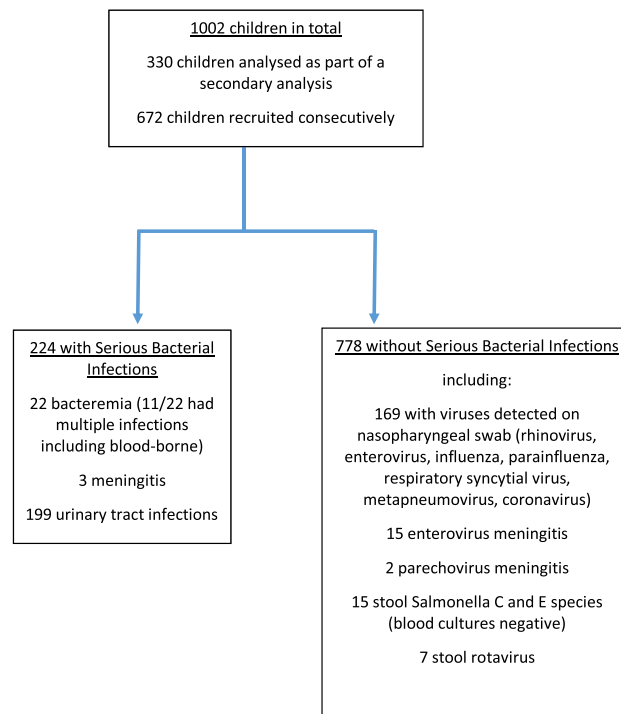 1002 children in total
330 children analysed as part of a
secondary analysis
672 children recruited consecutively
224 with Serious Bacterial
Infections
22 bacteremia (11/22 had
multiple infections
including blood-borne)
3 meningitis
199 urinary tract infections
778 without Serious Bacterial Infections
including:
169 with viruses detected on
nasopharyngeal swab (rhinovirus,
enterovirus, influenza, parainfluenza,
respiratory syncytial virus,
metapneumovirus, coronavirus)
15 enterovirus meningitis
2 parechovirus meningitis
15 stool Salmonella C and E species
(blood cultures negative)
7 stool rotavirus